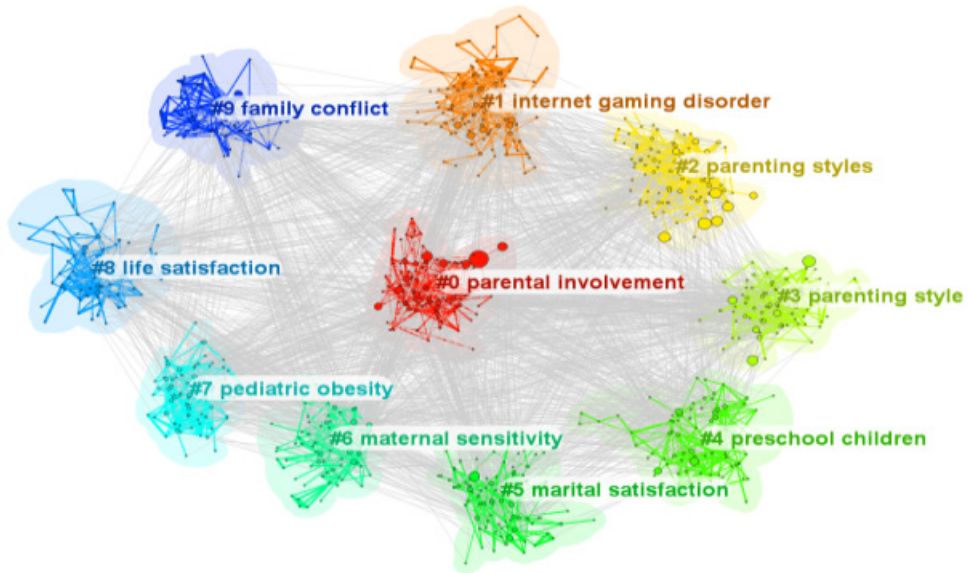 #9 family conflict
#1 internet gaming disorder
#2 parenting styles
#8 life satisfaction
#0 parental involvement
#3 parenting style
#7 pediatric obesity
#6 maternal sensitivity
#4 preschool children
#5 marital satisfaction